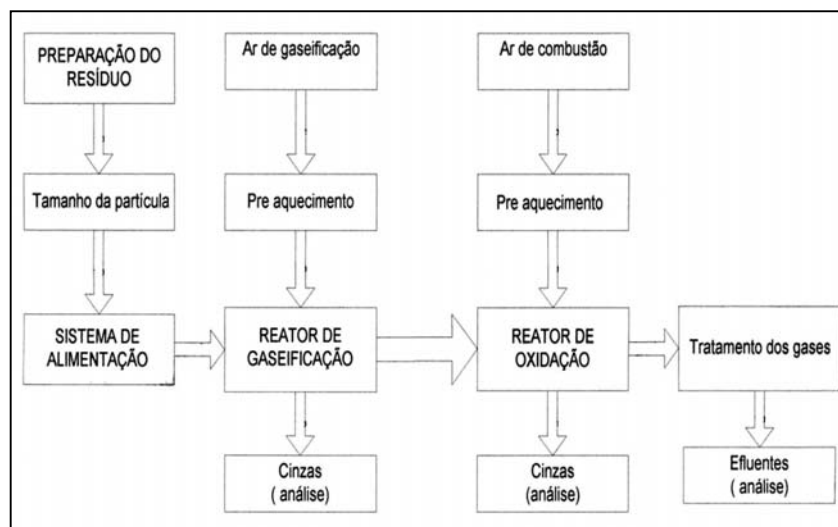 PREPARAÇÃO DO
RESÍDUO
Ar de gaseificação
Ar de combustão
Tamanho da partícula
Pre aquecimento
Pre aquecimento
SISTEMA DE
ALIMENTAÇÃO
REATOR DE
GASEIFICAÇÃO
REATOR DE
OXIDAÇÃO
Tratamento dos gases
Cinzas
( análise)
Cinzas
(análise)
Efluentes
( análise)